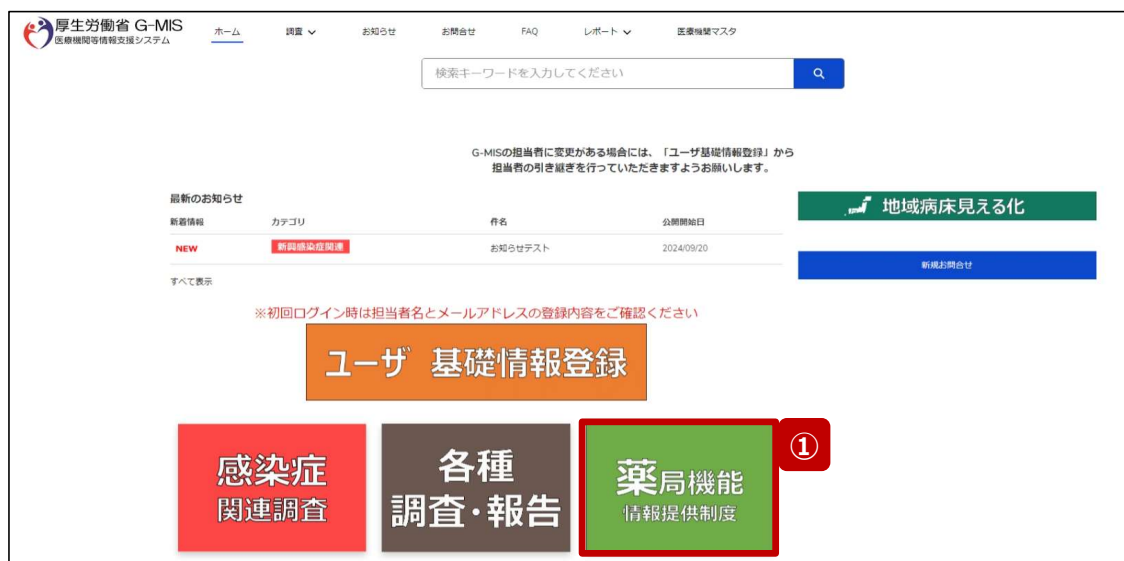 厚生労働省 G-MIS
医療機関等情報支援システム
ホーム 調査 お知らせ お問合せ FAQ レポート 医療機関マスタ
検索キーワードを入力してください
G-MISの担当者に変更がある場合には、「ユーザ基礎情報登録」から
担当者の引き継ぎを行っていただきますようお願いします。
最新のお知らせ
新着情報 カテゴリ 件名 公開開始日
NEW 新興感染症関連 お知らせテスト 2024/09/20
すべて表示
地域病床見える化
新規お問合せ
※初回ログイン時は担当者名とメールアドレスの登録内容をご確認ください
ユーザ 基礎情報登録
感染症
関連調査
各種
調査・報告
薬局機能
情報提供制度
①